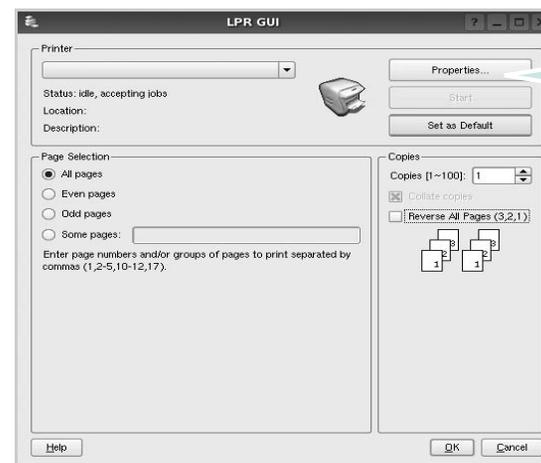 LPR GUI
Printer
Properties...
Status: idle, accepting jobs
Start
Location:
Description:
Set as Default
Page Selection
All pages
Even pages
Odd pages
Some pages:
Enter page numbers and/or groups of pages to print separated by
commas (1,2-5,10-12,17).
Copies
Copies [1~100]: 1
Collate copies
Reverse All Pages (3,2,1)
3 3
2 2
1 1
Help
OK
Cancel